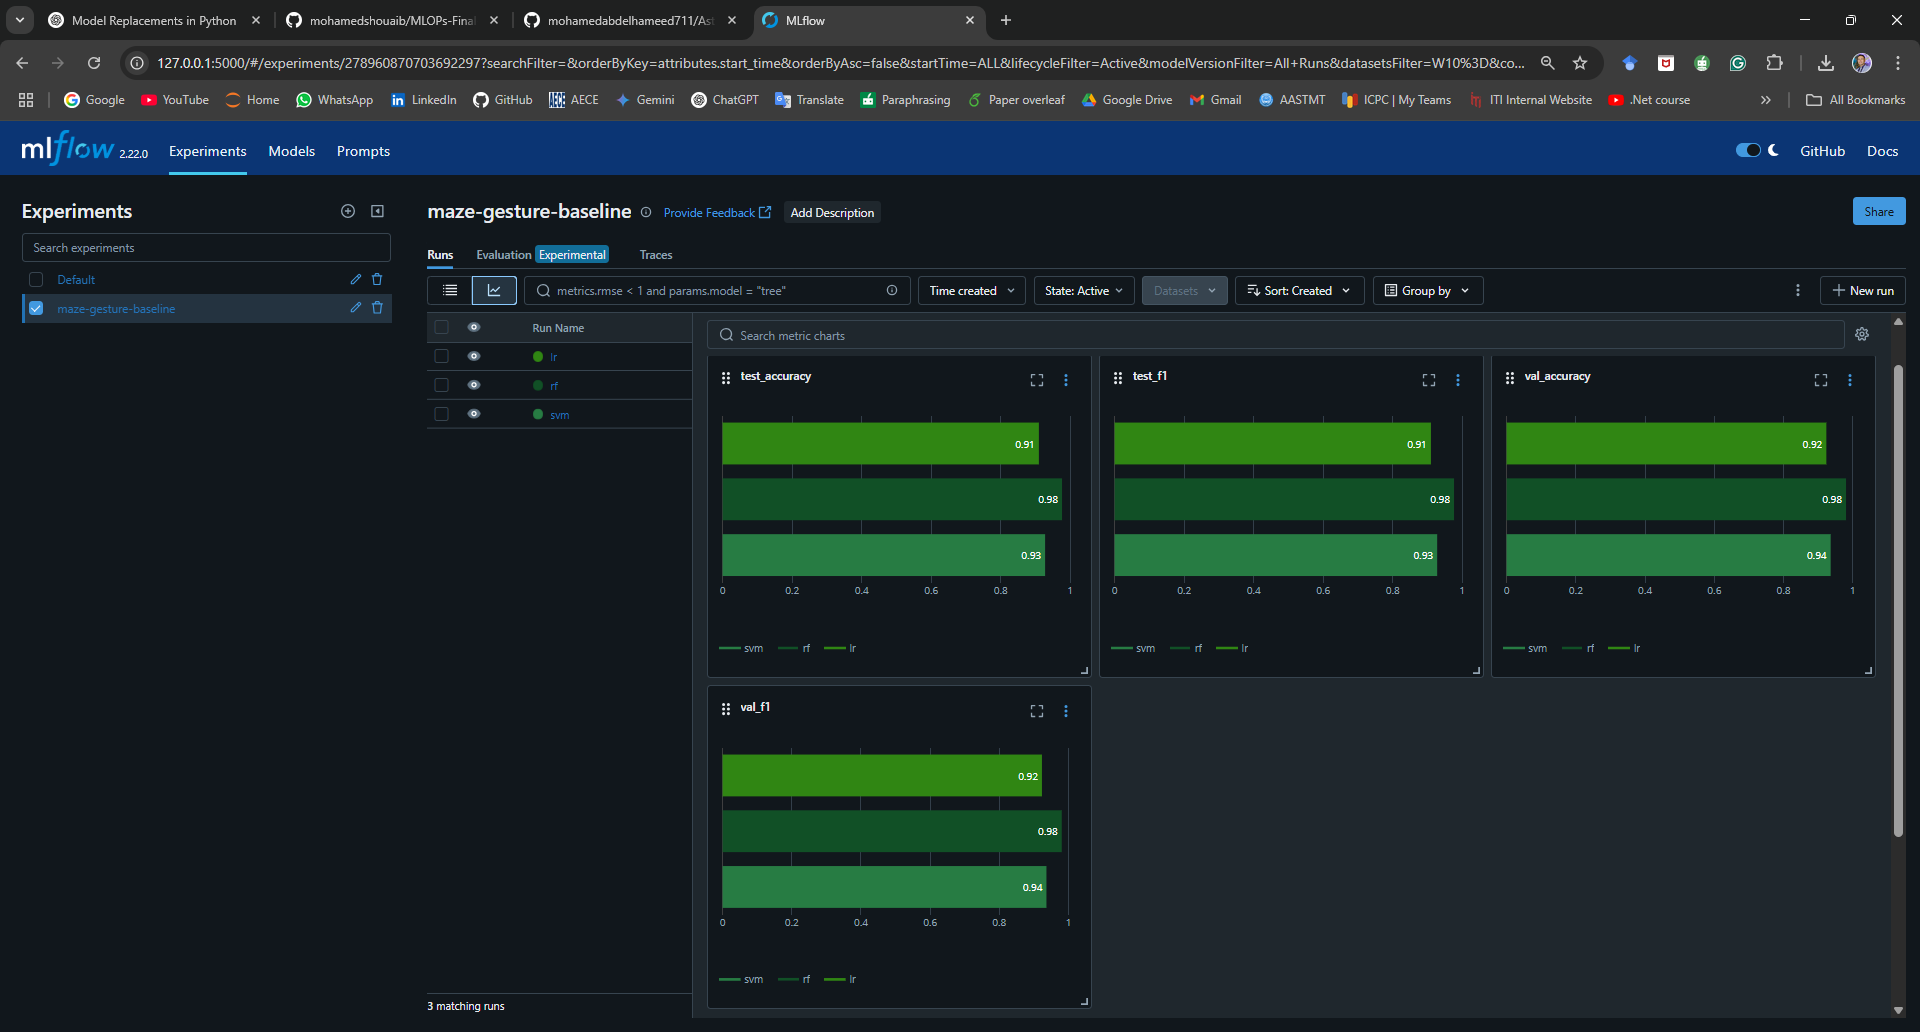 Model Replacements in Python
mohamedshouaib/MLOPs-Fina
mohamedabdelhameed711/Ast
MLflow
127.0.0.1:5000/#/experiments/278960870703692297?searchFilter=&orderByKey=attributes.start_time&orderByAsc=false&startTime=ALL&lifecycleFilter=Active&modelVersionFilter=All+Runs&datasetsFilter=W10%3D&co...
Google YouTube Home WhatsApp LinkedIn GitHub AECE Gemini ChatGPT Translate Paraphrasing Paper overleaf Google Drive Gmail AASTMT ICPC | My Teams ITI Internal Website .Net course » All Bookmarks
mlflow 2.22.0 Experiments Models Prompts GitHub Docs
Experiments
Search experiments
Default
maze-gesture-baseline
maze-gesture-baseline Provide Feedback Add Description Share
Runs Evaluation Experimental Traces
metrics.rmse < 1 and params.model = "tree" Time created State: Active Datasets Sort: Created Group by New run
Run Name
lr
rf
svm
3 matching runs
Search metric charts
test_accuracy
0.91
0.98
0.93
0 0.2 0.4 0.6 0.8 1
svm rf lr
test_f1
0.91
0.98
0.93
0 0.2 0.4 0.6 0.8 1
svm rf lr
val_accuracy
0.92
0.98
0.94
0 0.2 0.4 0.6 0.8 1
svm rf lr
val_f1
0.92
0.98
0.94
0 0.2 0.4 0.6 0.8 1
svm rf lr